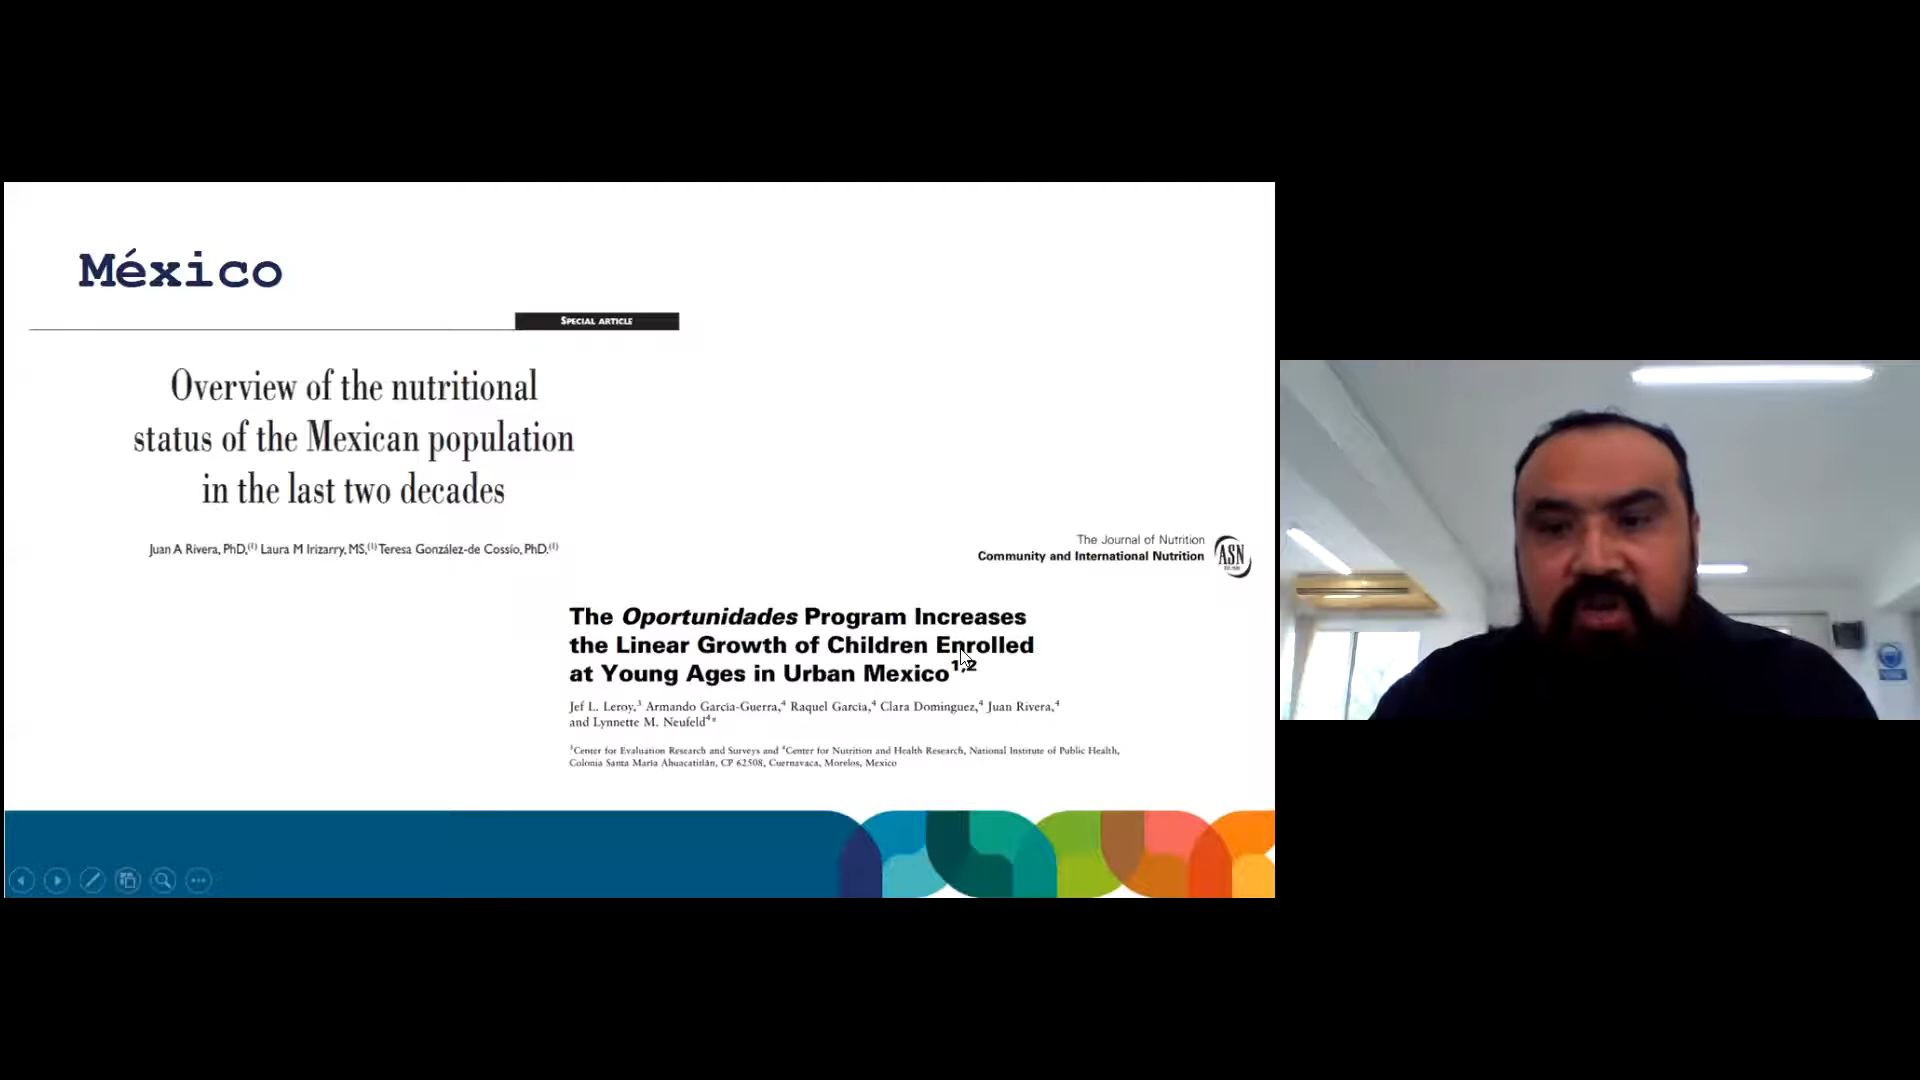 México
SPECIAL ARTICLE
Overview of the nutritional
status of the Mexican population
in the last two decades
Juan A Rivera, PhD,(1) Laura M Irizarry, MS,(1) Teresa González-de Cossío, PhD.(1)
The Journal of Nutrition
Community and International Nutrition
ASN
The Oportunidades Program Increases
the Linear Growth of Children Enrolled
at Young Ages in Urban Mexico1,2
Jef L. Leroy,3 Armando García-Guerra,4 Raquel García,4 Clara Dominguez,4 Juan Rivera,4
and Lynnette M. Neufeld4*
3Center for Evaluation Research and Surveys and 4Center for Nutrition and Health Research, National Institute of Public Health,
Colonia Santa María Ahuacatitlán, CP 62508, Cuernavaca, Morelos, Mexico